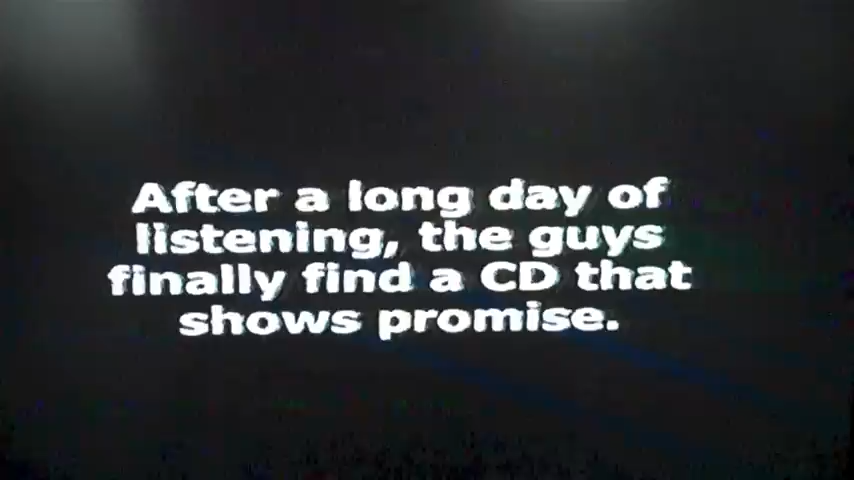 After a long day of
listening, the guys
finally find a CD that
shows promise.